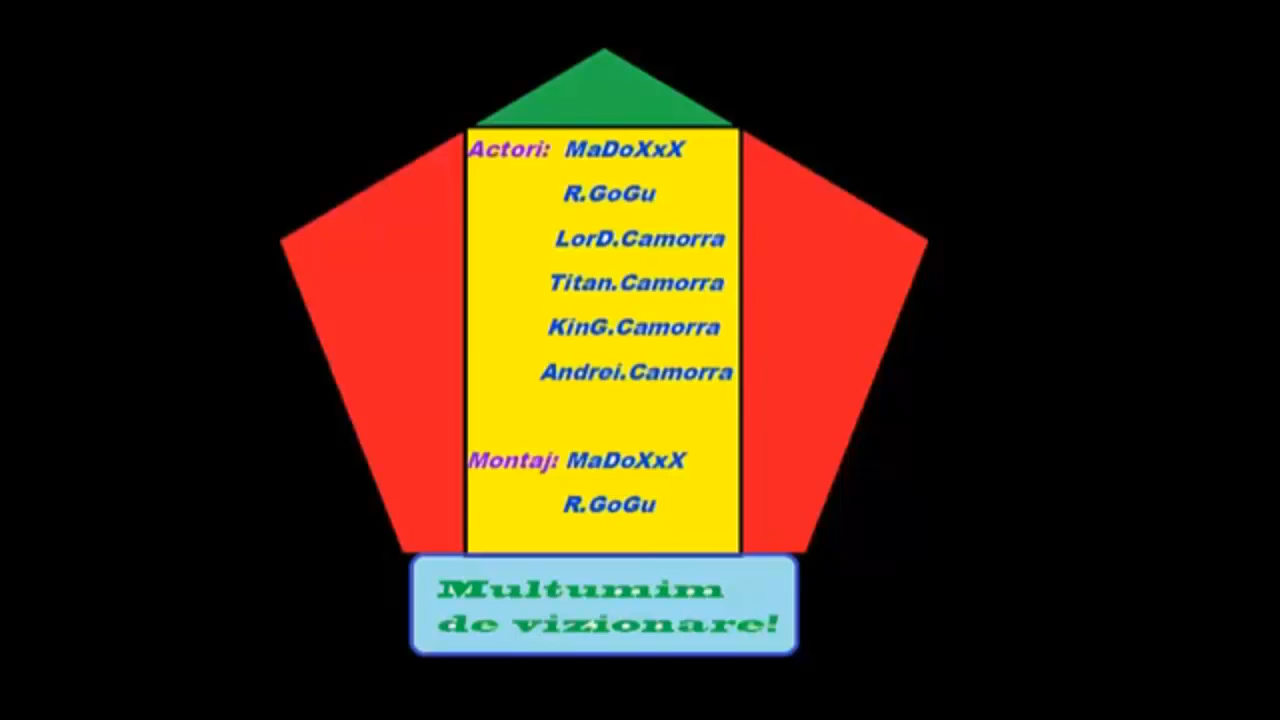 Actori: MaDoXxX
R.GoGu
LorD.Camorra
Titan.Camorra
KinG.Camorra
Andrei.Camorra
Montaj: MaDoXxX
R.GoGu
Multumim
de vizionare!